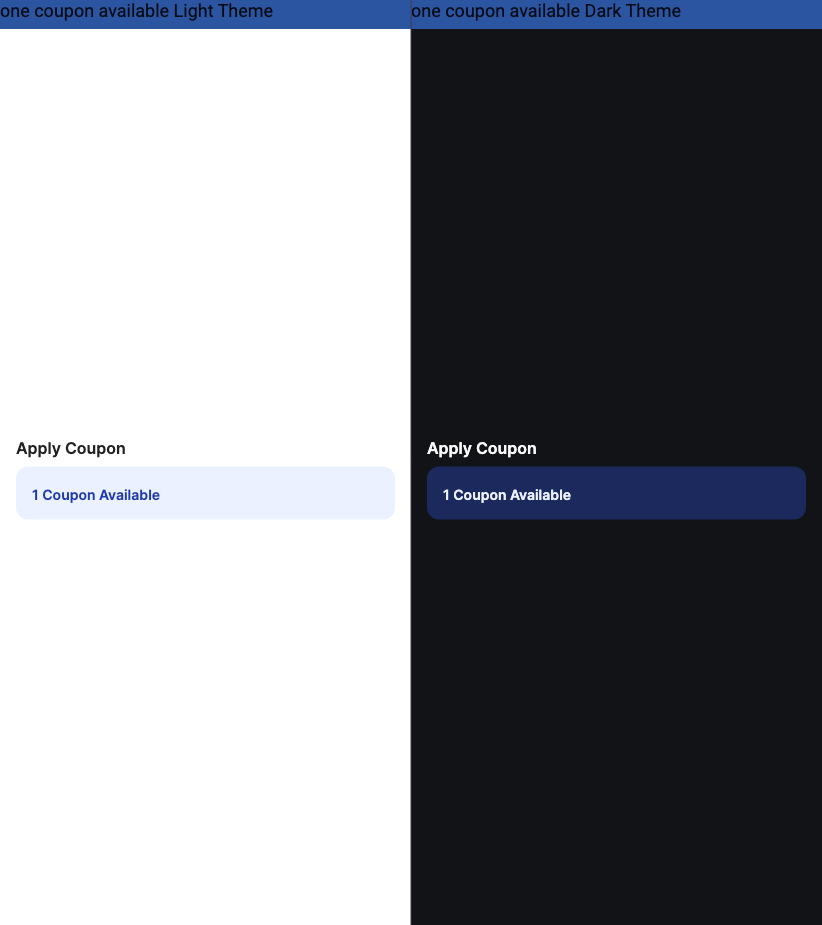 one coupon available Light Theme
one coupon available Dark Theme
Apply Coupon
1 Coupon Available
Apply Coupon
1 Coupon Available